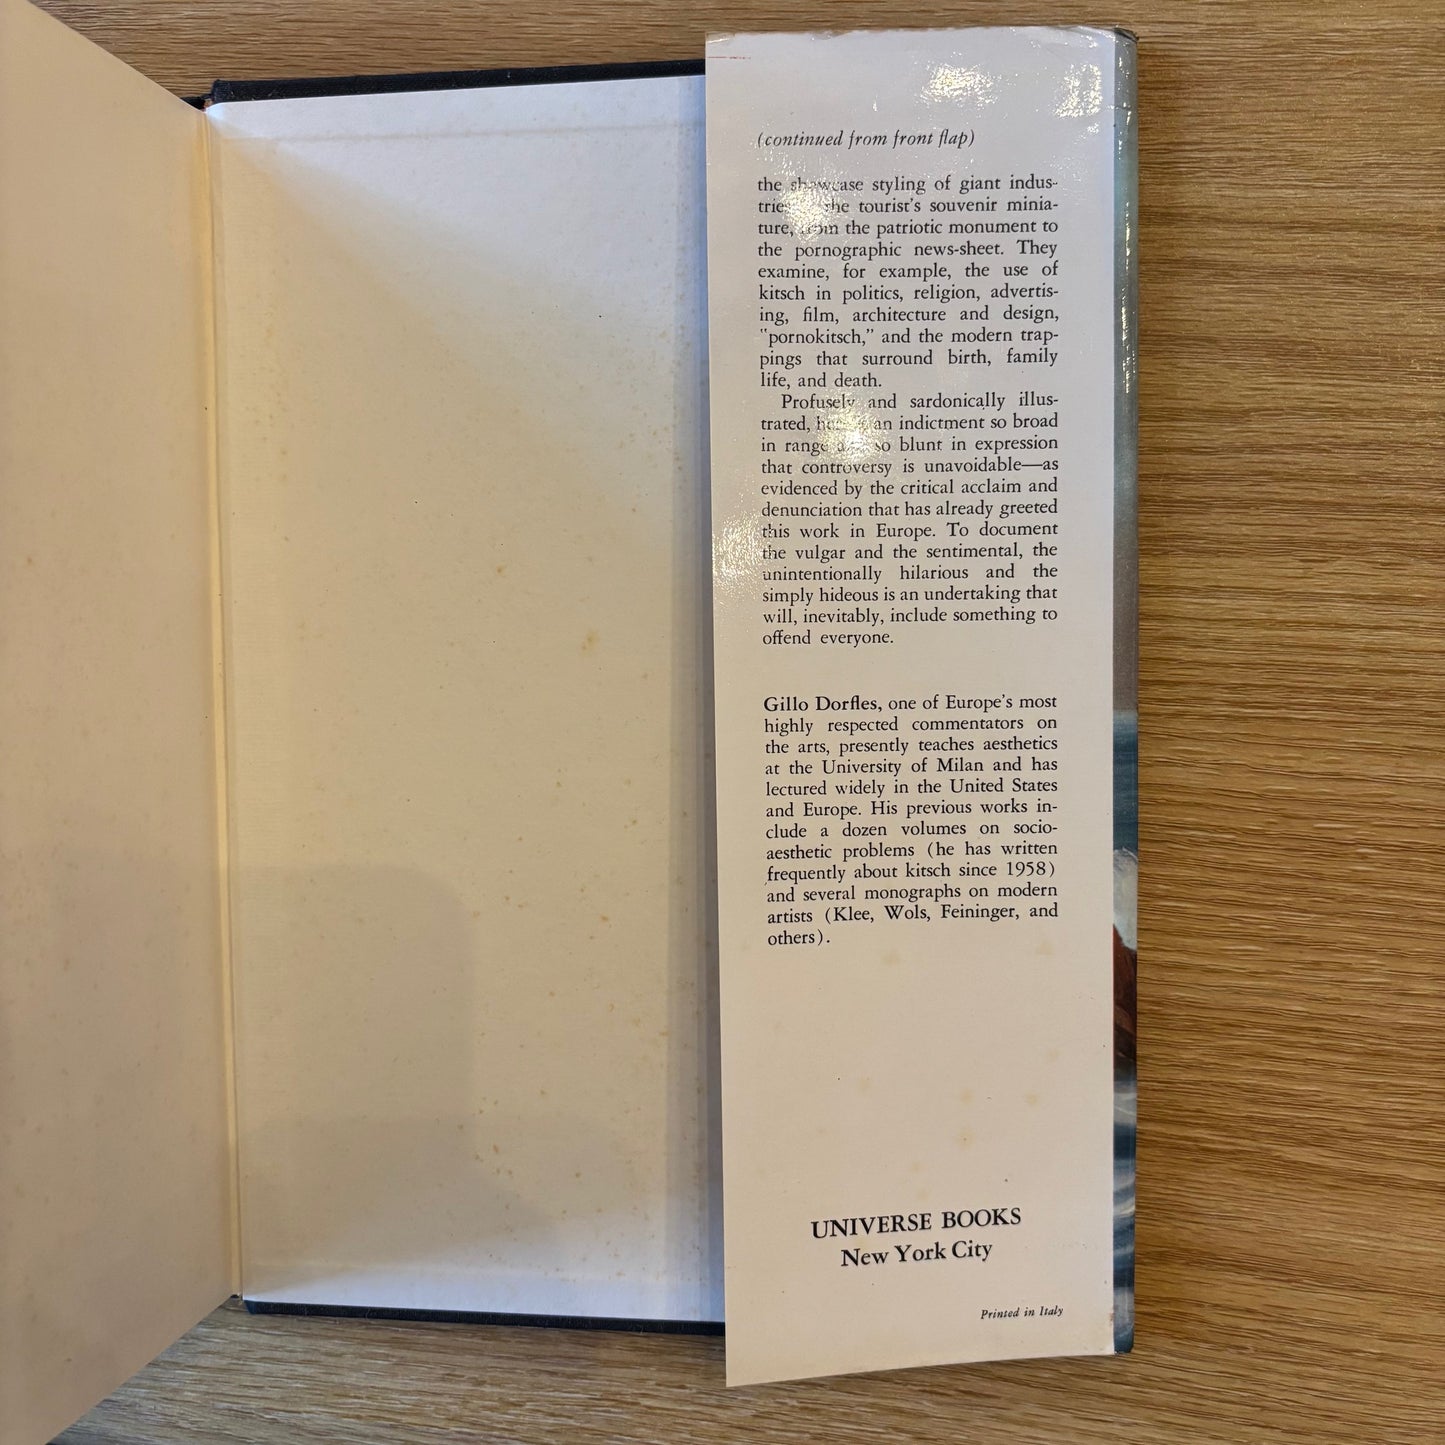 (continued from front flap)
the showcase styling of giant indus-
tries the tourist's souvenir minia-
ture, from the patriotic monument to
the pornographic news-sheet. They
examine, for example, the use of
kitsch in politics, religion, advertis-
ing, film, architecture and design,
"pornokitsch," and the modern trap-
pings that surround birth, family
life, and death.
Profusely and sardonically illus-
trated, an indictment so broad
in range so blunt in expression
that controversy is unavoidable—as
evidenced by the critical acclaim and
denunciation that has already greeted
this work in Europe. To document
the vulgar and the sentimental, the
unintentionally hilarious and the
simply hideous is an undertaking that
will, inevitably, include something to
offend everyone.
Gillo Dorfles, one of Europe's most
highly respected commentators on
the arts, presently teaches aesthetics
at the University of Milan and has
lectured widely in the United States
and Europe. His previous works in-
clude a dozen volumes on socio-
aesthetic problems (he has written
frequently about kitsch since 1958)
and several monographs on modern
artists (Klee, Wols, Feininger, and
others).
UNIVERSE BOOKS
New York City
Printed in Italy